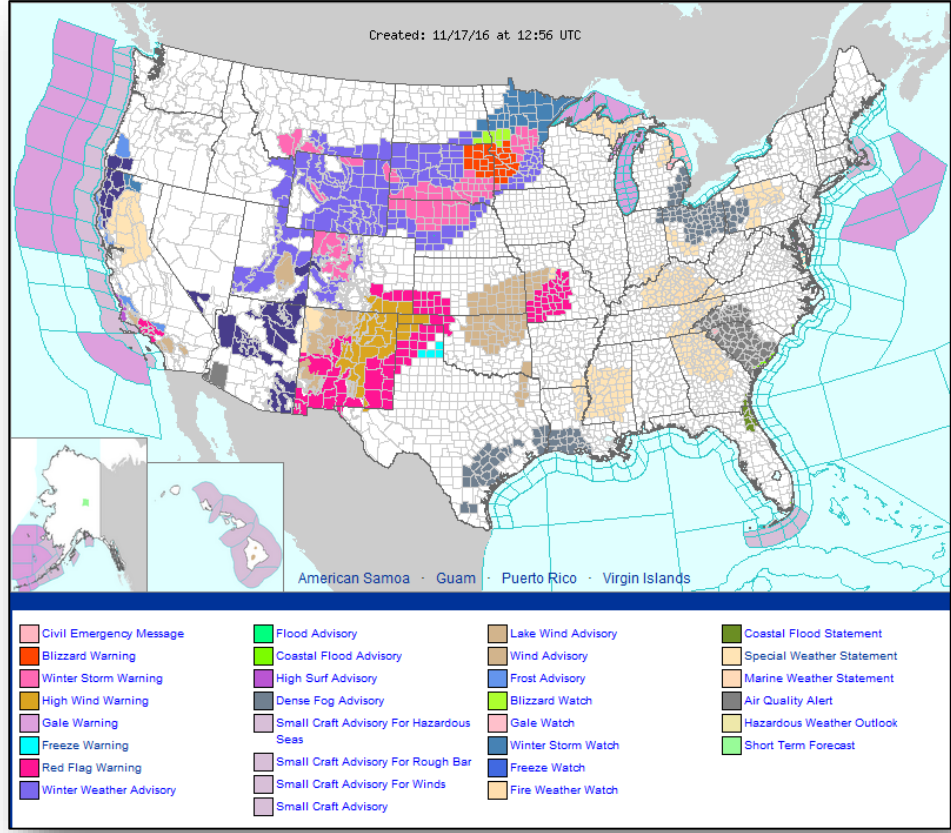 Created: 11/17/16 at 12:56 UTC
American Samoa · Guam · Puerto Rico · Virgin Islands
Civil Emergency Message
Blizzard Warning
Winter Storm Warning
High Wind Warning
Gale Warning
Freeze Warning
Red Flag Warning
Winter Weather Advisory
Flood Advisory
Coastal Flood Advisory
High Surf Advisory
Dense Fog Advisory
Small Craft Advisory For Hazardous
Seas
Small Craft Advisory For Rough Bar
Small Craft Advisory For Winds
Small Craft Advisory
Lake Wind Advisory
Wind Advisory
Frost Advisory
Blizzard Watch
Gale Watch
Winter Storm Watch
Freeze Watch
Fire Weather Watch
Coastal Flood Statement
Special Weather Statement
Marine Weather Statement
Air Quality Alert
Hazardous Weather Outlook
Short Term Forecast